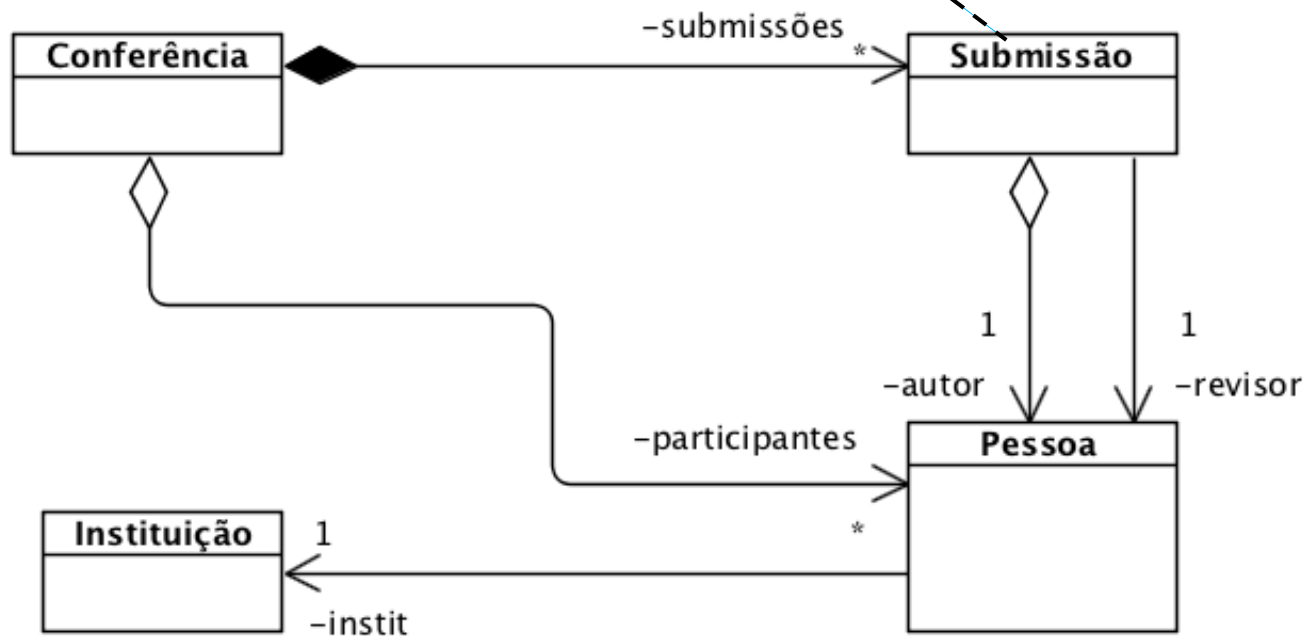 −submissões
*
Conferência
Submissão
1
1
−autor
−revisor
−participantes
Pessoa
*
Instituição
1
−instit